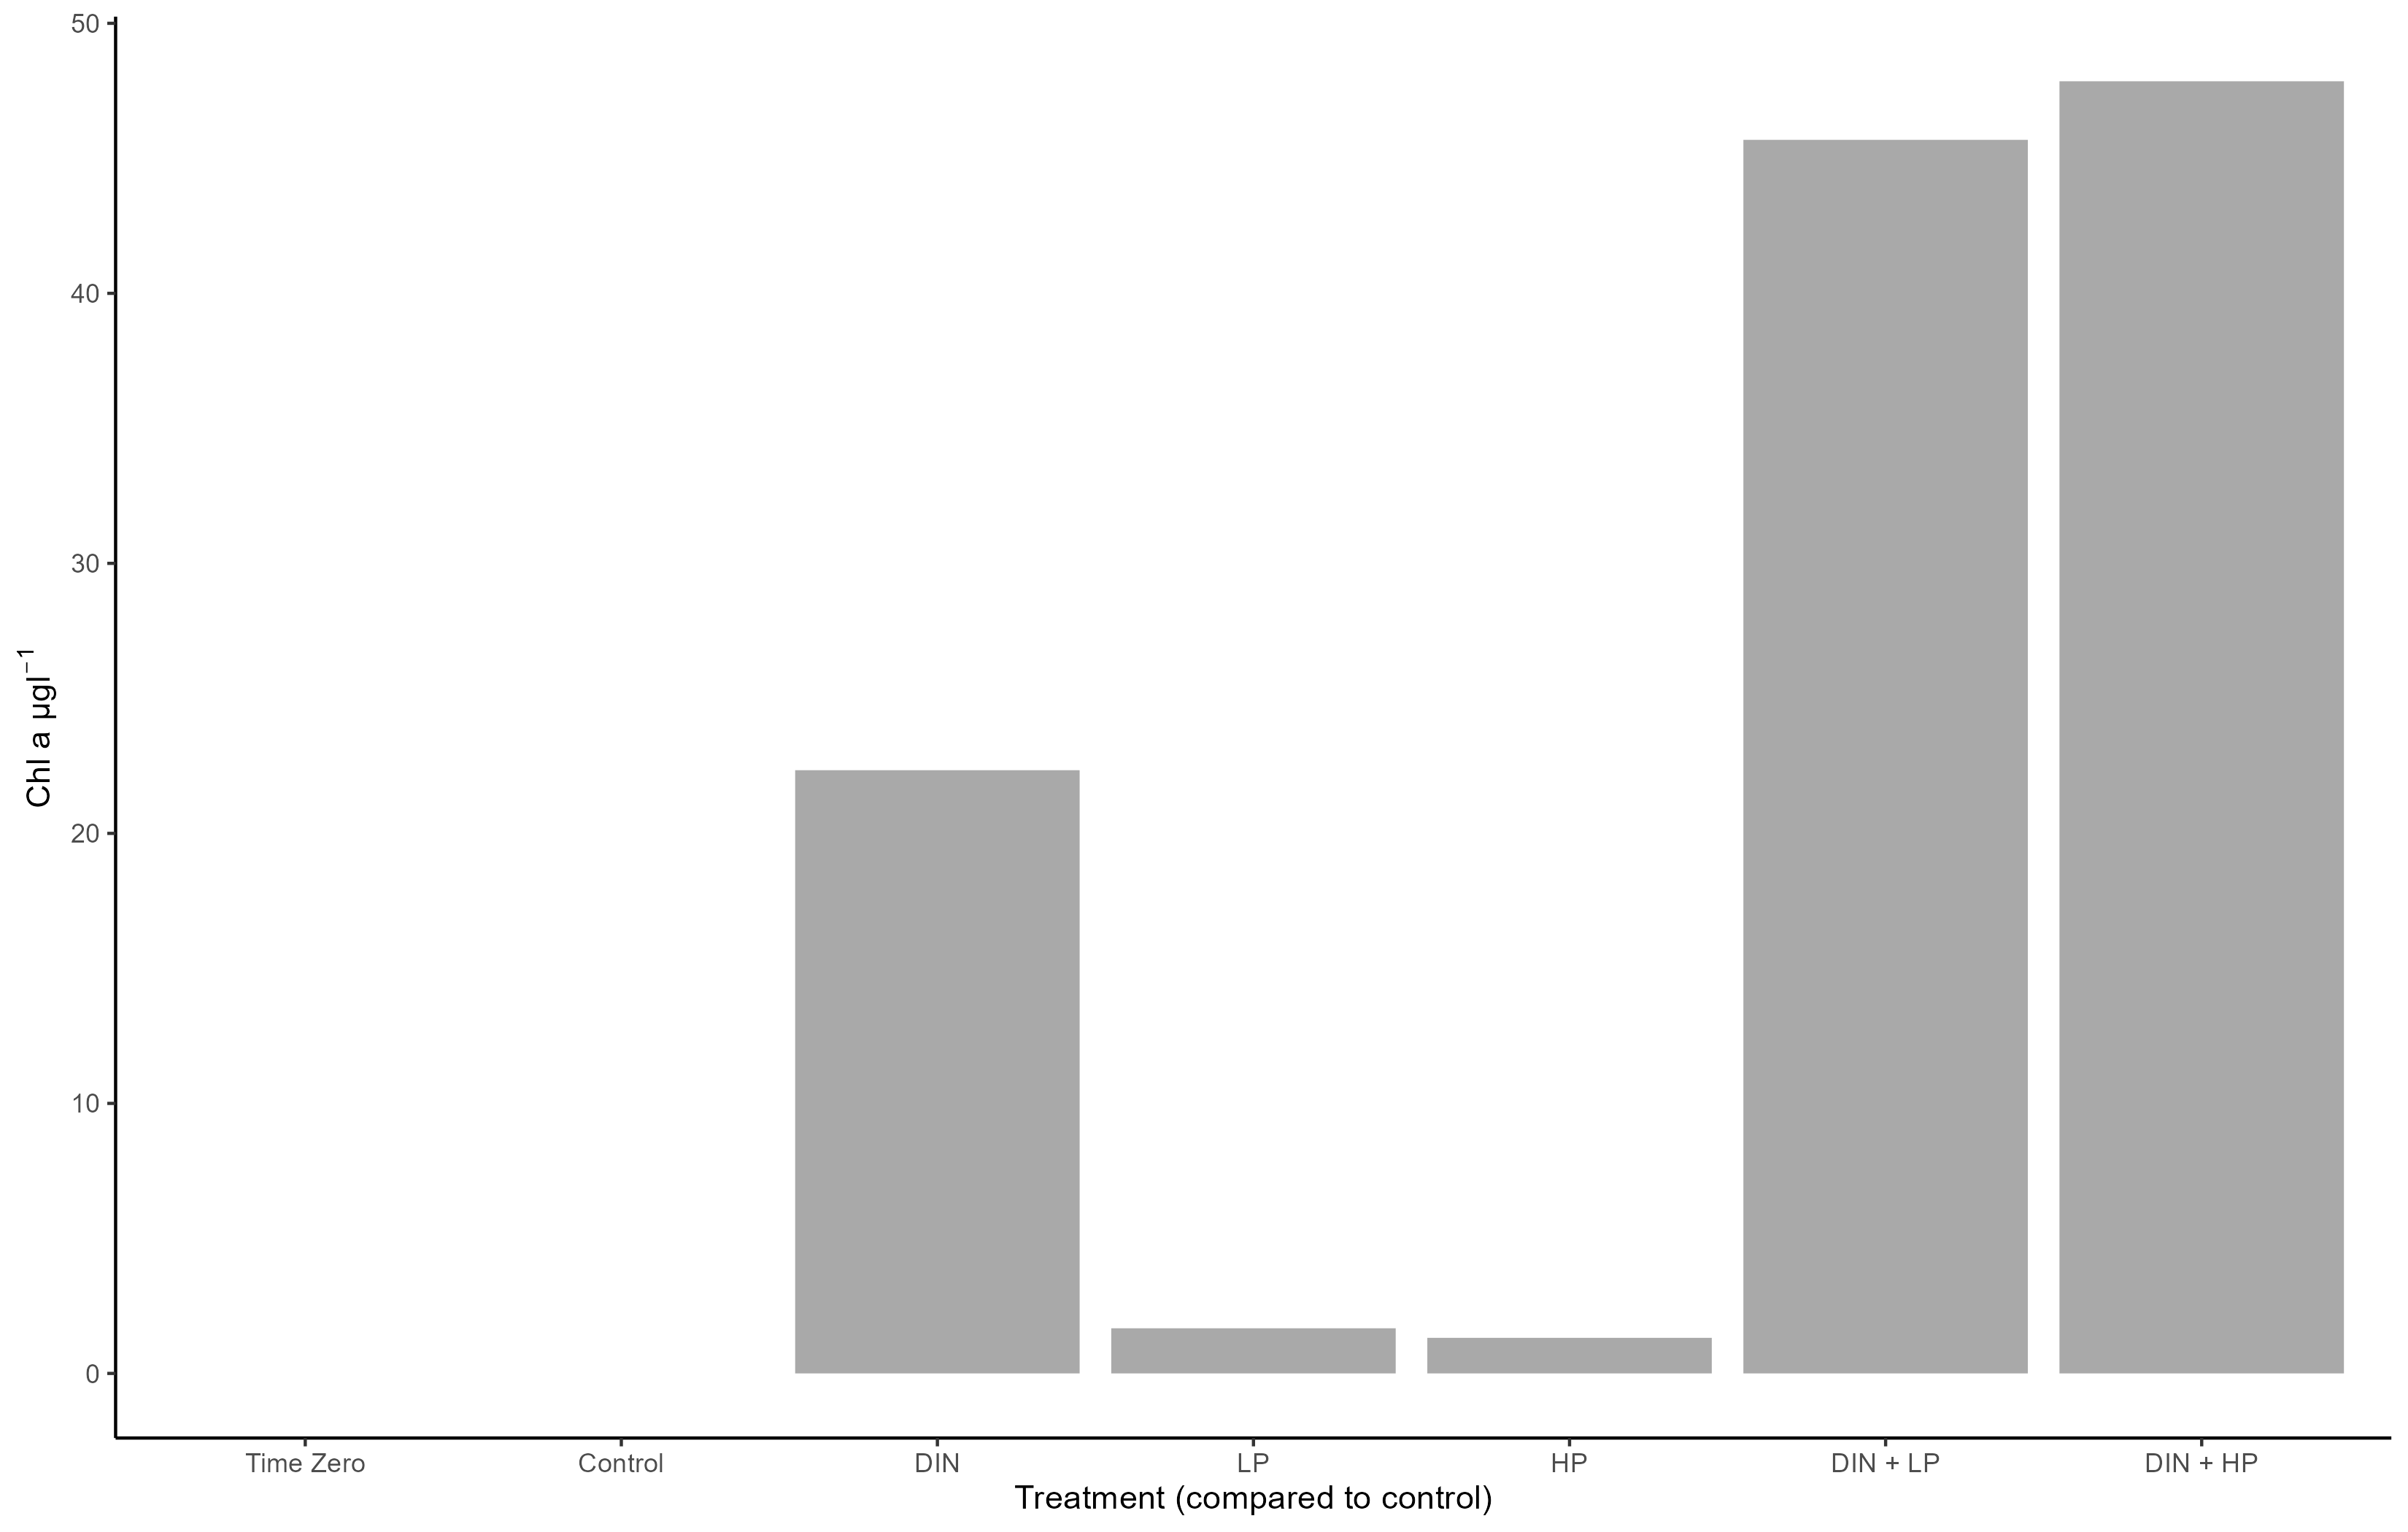 50
40
30
20
10
0
Chl a µgl⁻¹
Time Zero Control DIN LP HP DIN + LP DIN + HP
Treatment (compared to control)